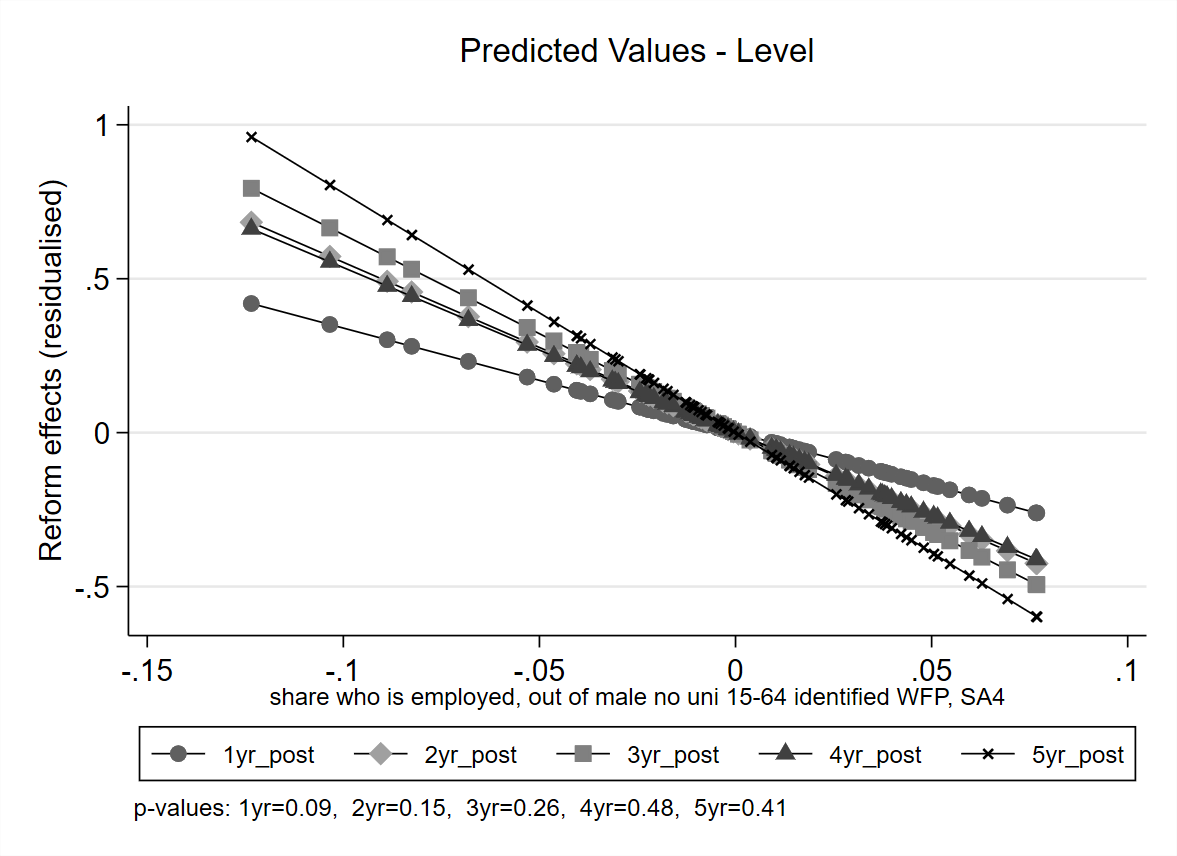 Predicted Values - Level
Reform effects (residualised)
1
.5
0
-.5
-.15 -.1 -.05 0 .05 .1
share who is employed, out of male no uni 15-64 identified WFP, SA4
1yr_post 2yr_post 3yr_post 4yr_post 5yr_post
p-values: 1yr=0.09, 2yr=0.15, 3yr=0.26, 4yr=0.48, 5yr=0.41